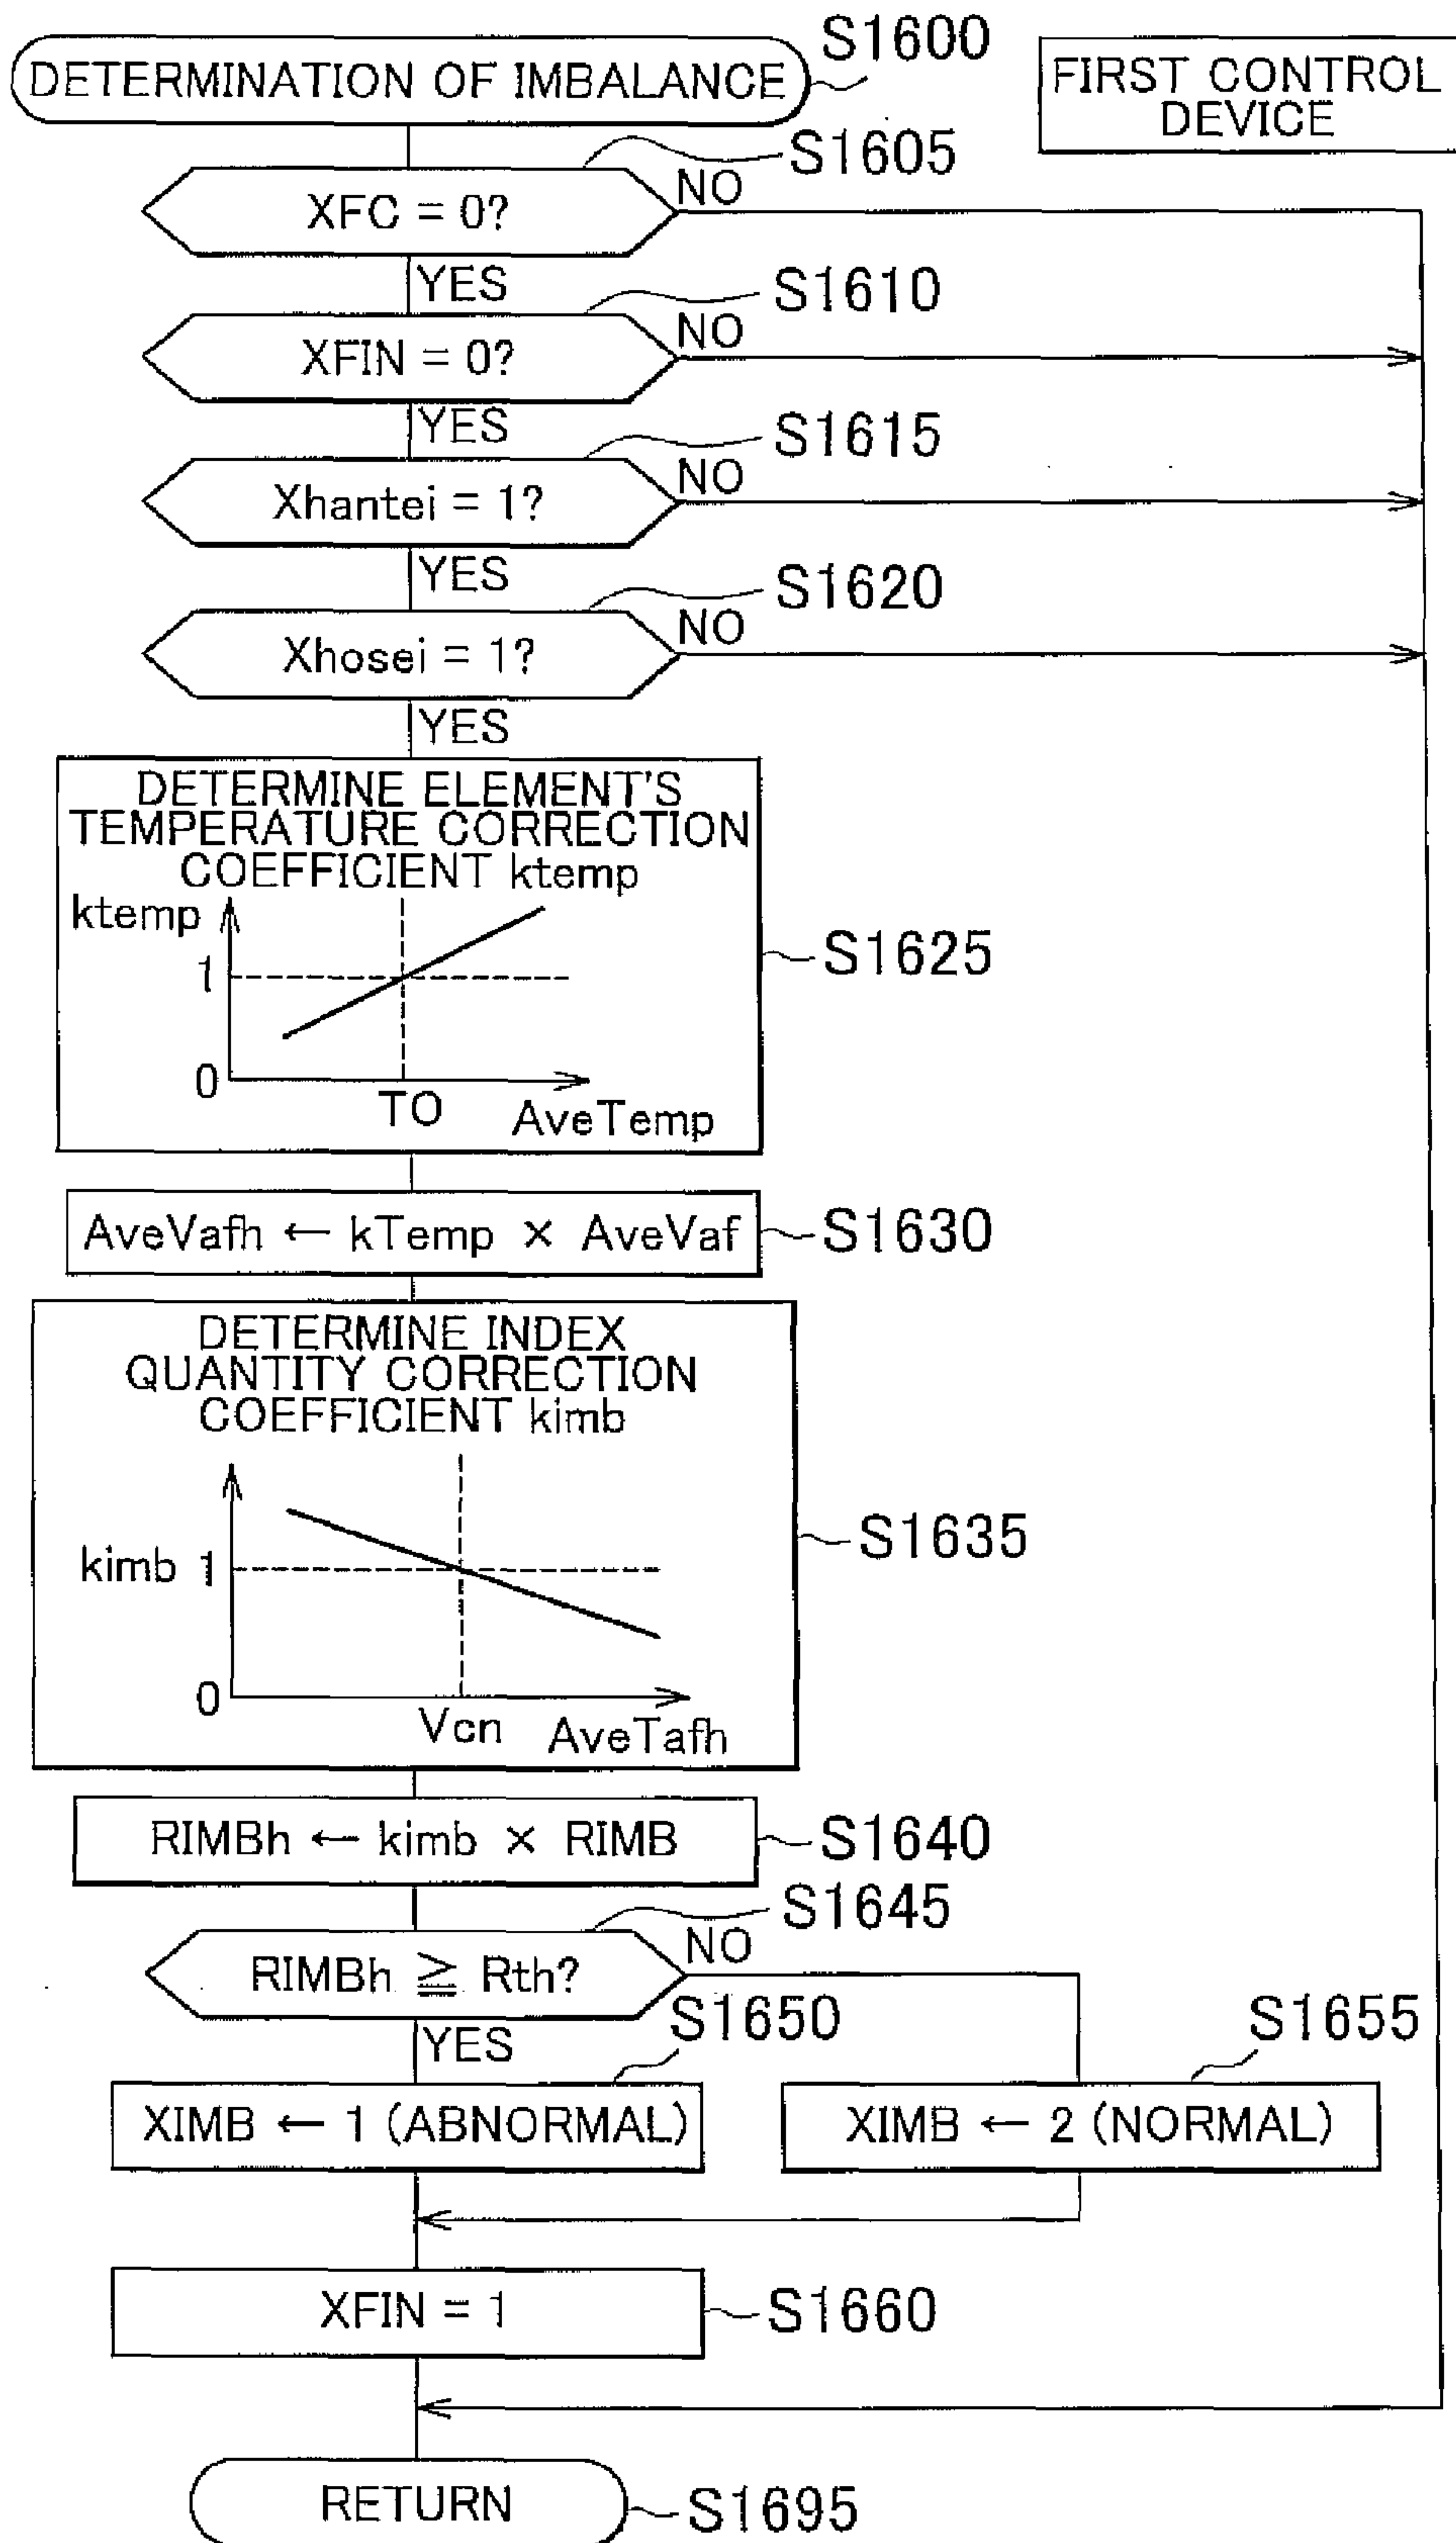 DETERMINATION OF IMBALANCE
S1600
FIRST CONTROL
DEVICE
S1605
XFC = 0?
NO
YES
S1610
XFIN = 0?
NO
YES
S1615
Xhantei = 1?
NO
YES
S1620
Xhosei = 1?
NO
YES
DETERMINE ELEMENT'S
TEMPERATURE CORRECTION
COEFFICIENT ktemp
ktemp
1
0
TO
AveTemp
S1625
AveVafh ← kTemp × AveVaf
S1630
DETERMINE INDEX
QUANTITY CORRECTION
COEFFICIENT kimb
kimb 1
0
Vcn
AveTafh
S1635
RIMBh ← kimb × RIMB
S1640
S1645
RIMBh ≧ Rth?
NO
YES
S1650
S1655
XIMB ← 1 (ABNORMAL)
XIMB ← 2 (NORMAL)
XFIN = 1
S1660
RETURN
S1695